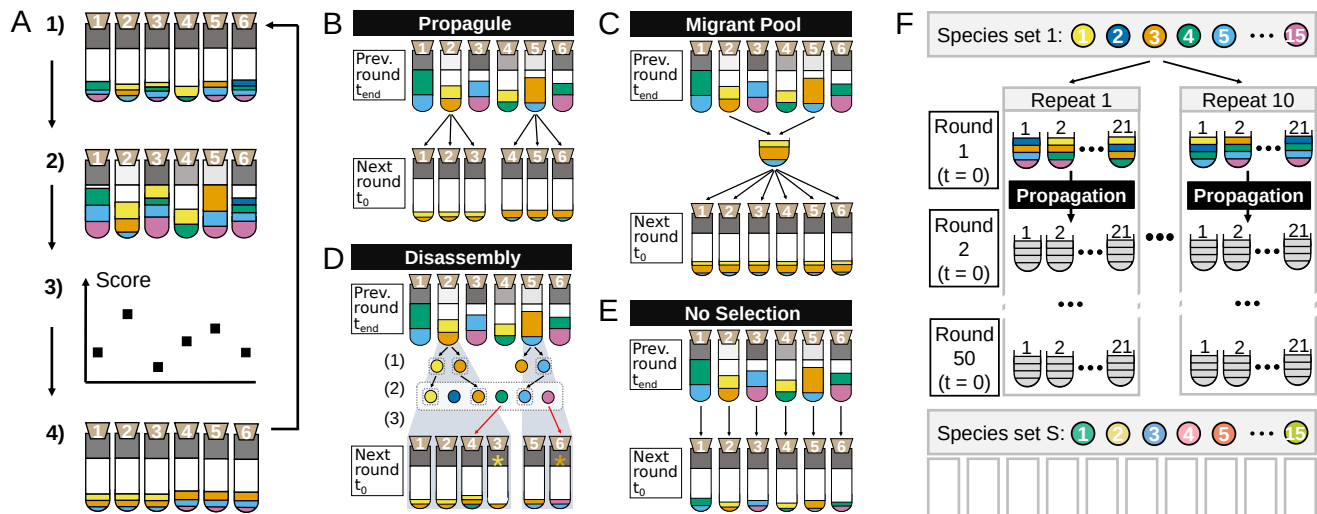 A
1)
1 2 3 4 5 6
2)
1 2 3 4 5 6
3)
Score
4)
1 2 3 4 5 6
B
Propagule
Prev.
round
tend
1 2 3 4 5 6
Next
round
t0
1 2 3 4 5 6
C
Migrant Pool
Prev.
round
tend
1 2 3 4 5 6
Next
round
t0
1 2 3 4 5 6
D
Disassembly
Prev.
round
tend
1 2 3 4 5 6
(1)
(2)
(3)
Next
round
t0
1 2 4 3 5 6
* *
E
No Selection
Prev.
round
tend
1 2 3 4 5 6
Next
round
t0
1 2 3 4 5 6
F
Species set 1: 1 2 3 4 5 ••• 15
Repeat 1
Repeat 10
Round
1
(t = 0)
1 2 ••• 21
1 2 ••• 21
Propagation
Propagation
Round
2
(t = 0)
1 2 ••• 21
•••
1 2 ••• 21
•••
•••
Round
50
(t = 0)
1 2 ••• 21
1 2 ••• 21
Species set S: 1 2 3 4 5 ••• 15